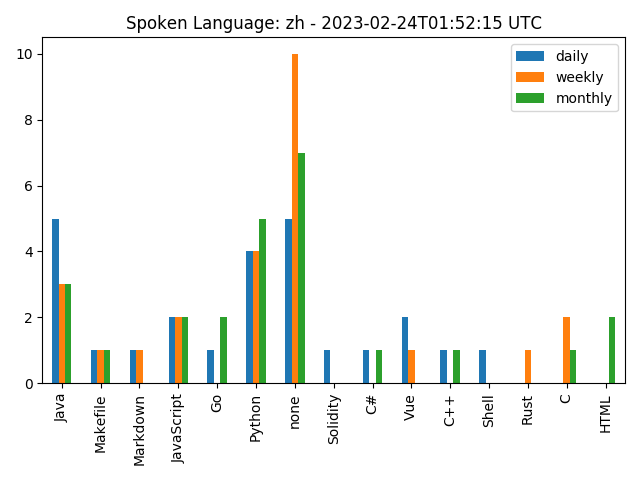 Spoken Language: zh - 2023-02-24T01:52:15 UTC
daily
weekly
monthly
10
8
6
4
2
0
Java
Makefile
Markdown
JavaScript
Go
Python
none
Solidity
C#
Vue
C++
Shell
Rust
C
HTML